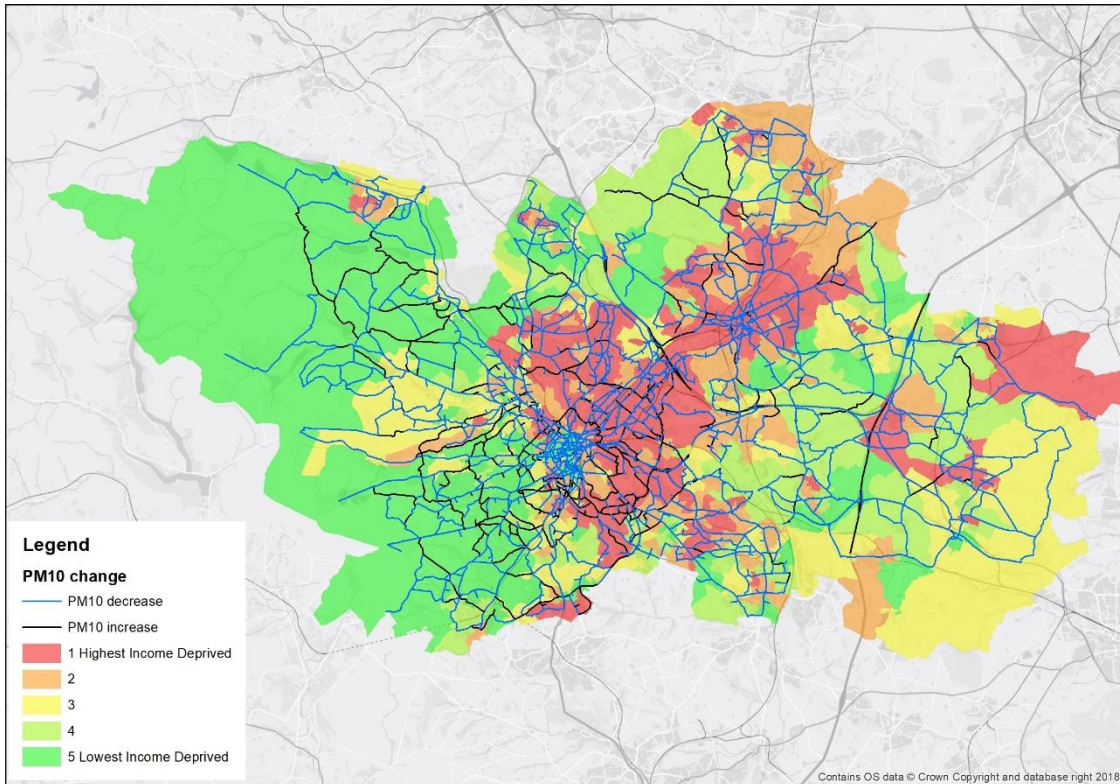 Legend
PM10 change
PM10 decrease
PM10 increase
1 Highest Income Deprived
2
3
4
5 Lowest Income Deprived
Contains OS data © Crown Copyright and database right 2018